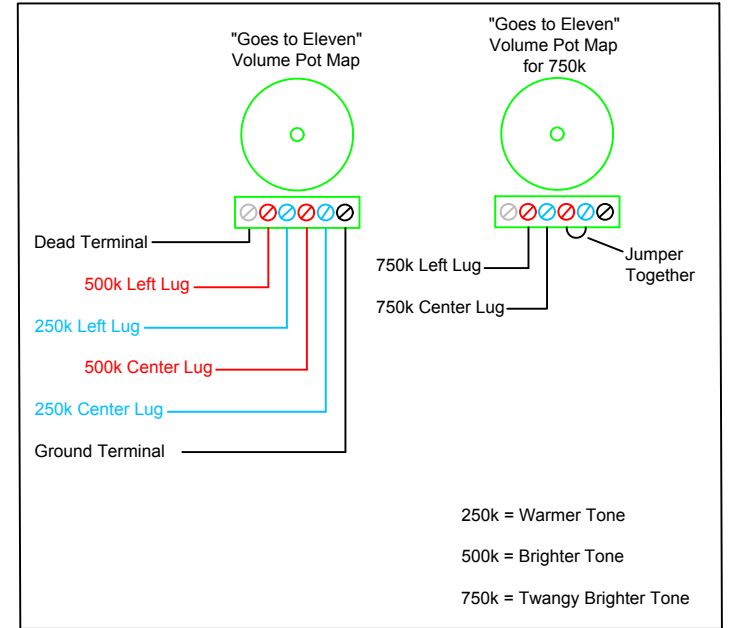 "Goes to Eleven"
Volume Pot Map
Dead Terminal
500k Left Lug
250k Left Lug
500k Center Lug
250k Center Lug
Ground Terminal
"Goes to Eleven"
Volume Pot Map
for 750k
750k Left Lug
750k Center Lug
Jumper
Together
250k = Warmer Tone
500k = Brighter Tone
750k = Twangy Brighter Tone